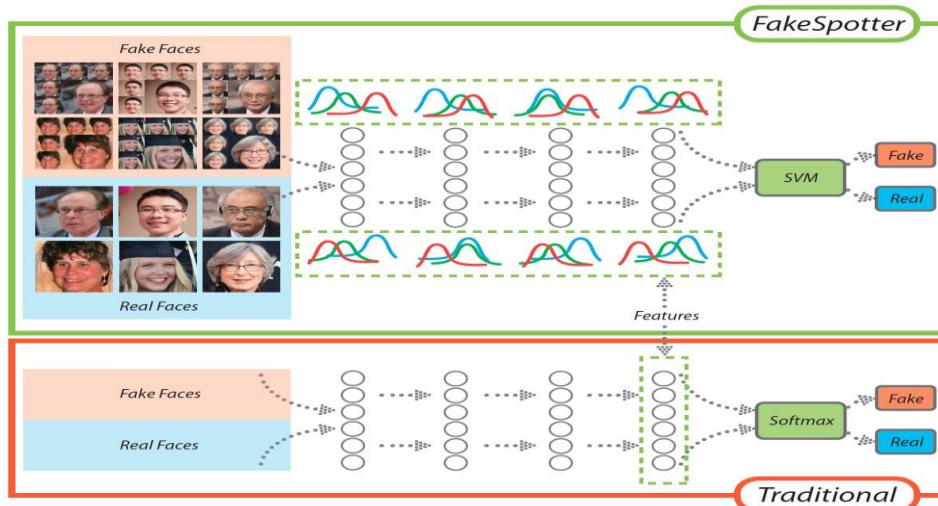 FakeSpotter
Fake Faces
SVM
Fake
Real
Real Faces
Features
Fake Faces
Real Faces
Softmax
Fake
Real
Traditional